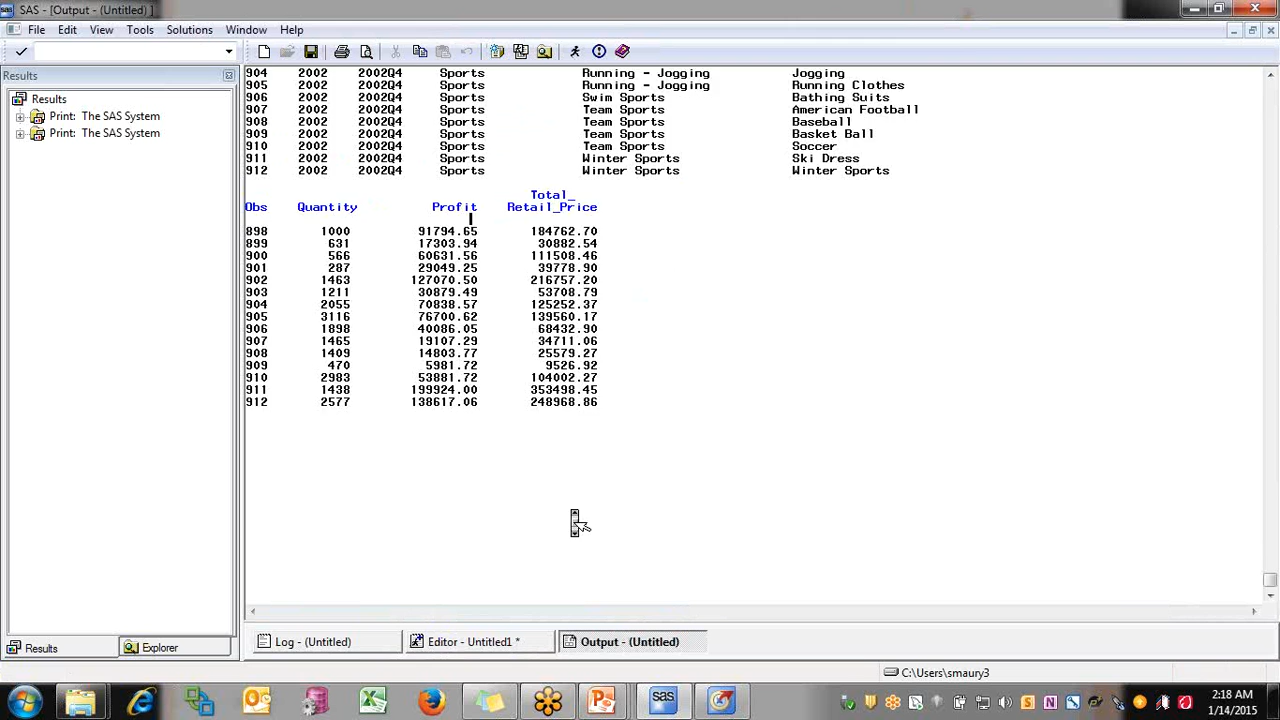 SAS - [Output - (Untitled) ]
File Edit View Tools Solutions Window Help
Results
Results
Print: The SAS System
Print: The SAS System
904 2002 2002Q4 Sports Running - Jogging Jogging
905 2002 2002Q4 Sports Running - Jogging Running Clothes
906 2002 2002Q4 Sports Swim Sports Bathing Suits
907 2002 2002Q4 Sports Team Sports American Football
908 2002 2002Q4 Sports Team Sports Baseball
909 2002 2002Q4 Sports Team Sports Basket Ball
910 2002 2002Q4 Sports Team Sports Soccer
911 2002 2002Q4 Sports Winter Sports Ski Dress
912 2002 2002Q4 Sports Winter Sports Winter Sports
Total_
Obs Quantity Profit Retail_Price
898 1000 91794.65 184762.70
899 631 17303.94 30882.54
900 566 60631.56 111508.46
901 287 29049.25 39778.90
902 1463 127070.50 216757.20
903 1211 30879.49 53708.79
904 2055 70838.57 125252.37
905 3116 76700.62 139560.17
906 1898 40086.05 68432.90
907 1465 19107.29 34711.06
908 1409 14803.77 25579.27
909 470 5981.72 9526.92
910 2983 53881.72 104002.27
911 1438 199924.00 353498.45
912 2577 138617.06 248968.86
Results Explorer
Log - (Untitled) Editor - Untitled1 * Output - (Untitled)
C:\Users\smaury3
sas
2:18 AM
1/14/2015